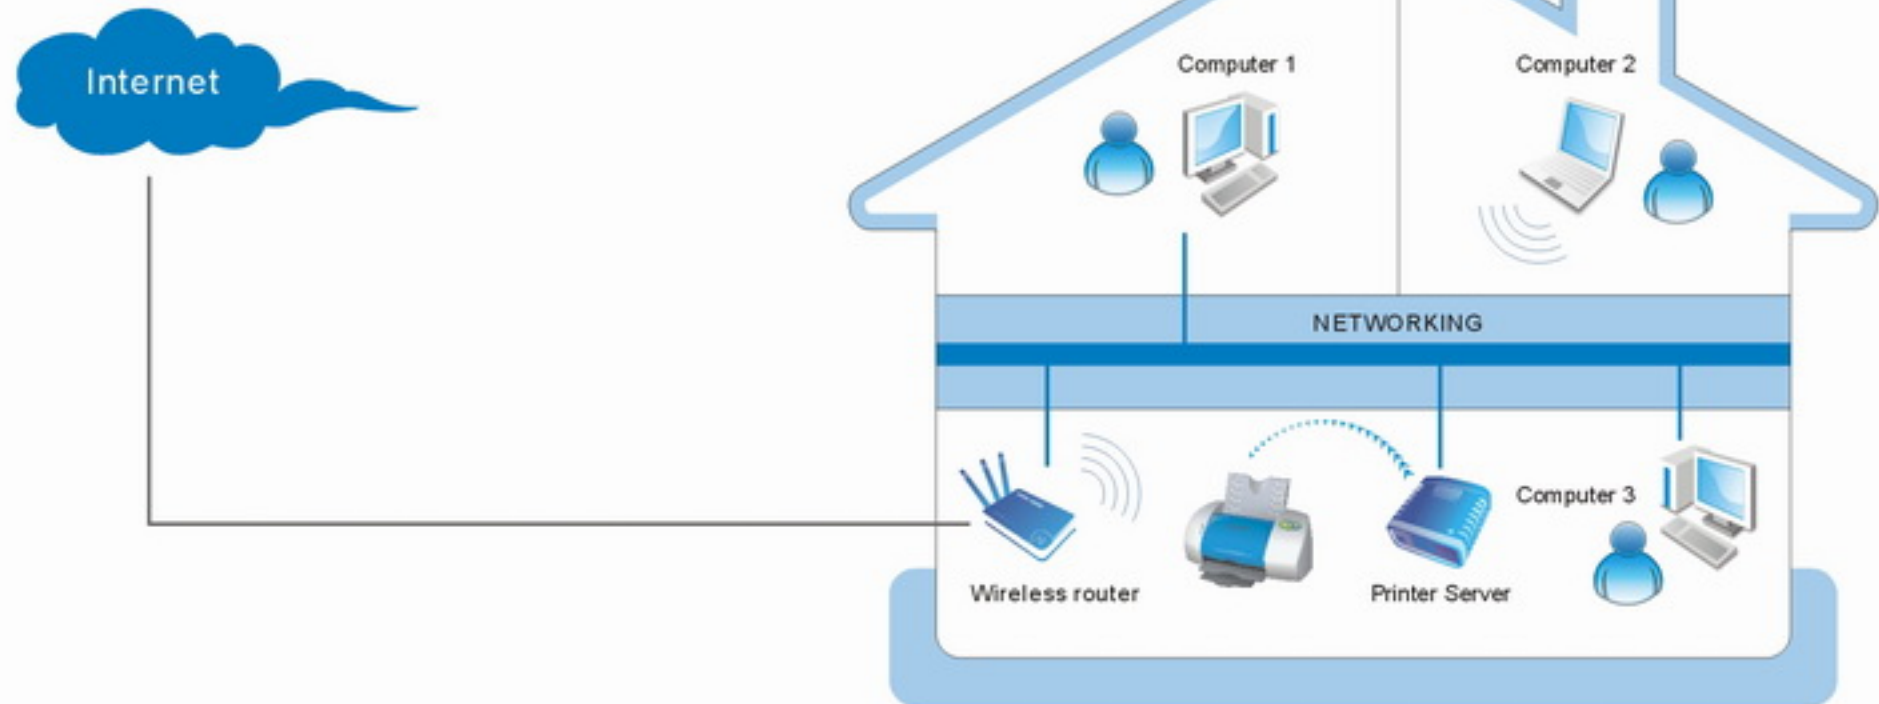 Internet
Computer 1
Computer 2
NETWORKING
Computer 3
Wireless router
Printer Server